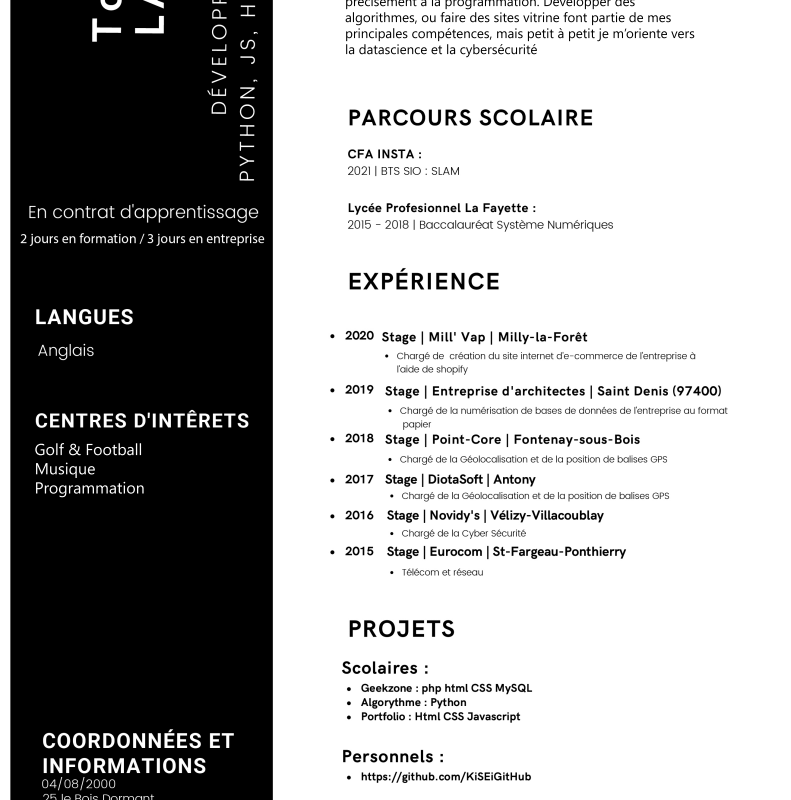 DÉVELOP
PYTHON, JS, H
En contrat d'apprentissage
2 jours en formation / 3 jours en entreprise
LANGUES
Anglais
CENTRES D'INTÊRETS
Golf & Football
Musique
Programmation
COORDONNÉES ET
INFORMATIONS
04/08/2000
25 le Bois Dormant
précisément à la programmation. Développer des
algorithmes, ou faire des sites vitrine font partie de mes
principales compétences, mais petit à petit je m'oriente vers
la datascience et la cybersécurité
PARCOURS SCOLAIRE
CFA INSTA :
2021 | BTS SIO : SLAM
Lycée Profesionnel La Fayette :
2015 - 2018 | Baccalauréat Système Numériques
EXPÉRIENCE
• 2020 Stage | Mill' Vap | Milly-la-Forêt
• Chargé de création du site internet d'e-commerce de l'entreprise à
l'aide de shopify
• 2019 Stage | Entreprise d'architectes | Saint Denis (97400)
• Chargé de la numérisation de bases de données de l'entreprise au format
papier
• 2018 Stage | Point-Core | Fontenay-sous-Bois
• Chargé de la Géolocalisation et de la position de balises GPS
• 2017 Stage | DiotaSoft | Antony
• Chargé de la Géolocalisation et de la position de balises GPS
• 2016 Stage | Novidy's | Vélizy-Villacoublay
• Chargé de la Cyber Sécurité
• 2015 Stage | Eurocom | St-Fargeau-Ponthierry
• Télécom et réseau
PROJETS
Scolaires :
• Geekzone : php html CSS MySQL
• Algorythme : Python
• Portfolio : Html CSS Javascript
Personnels :
• https://github.com/KiSEiGitHub